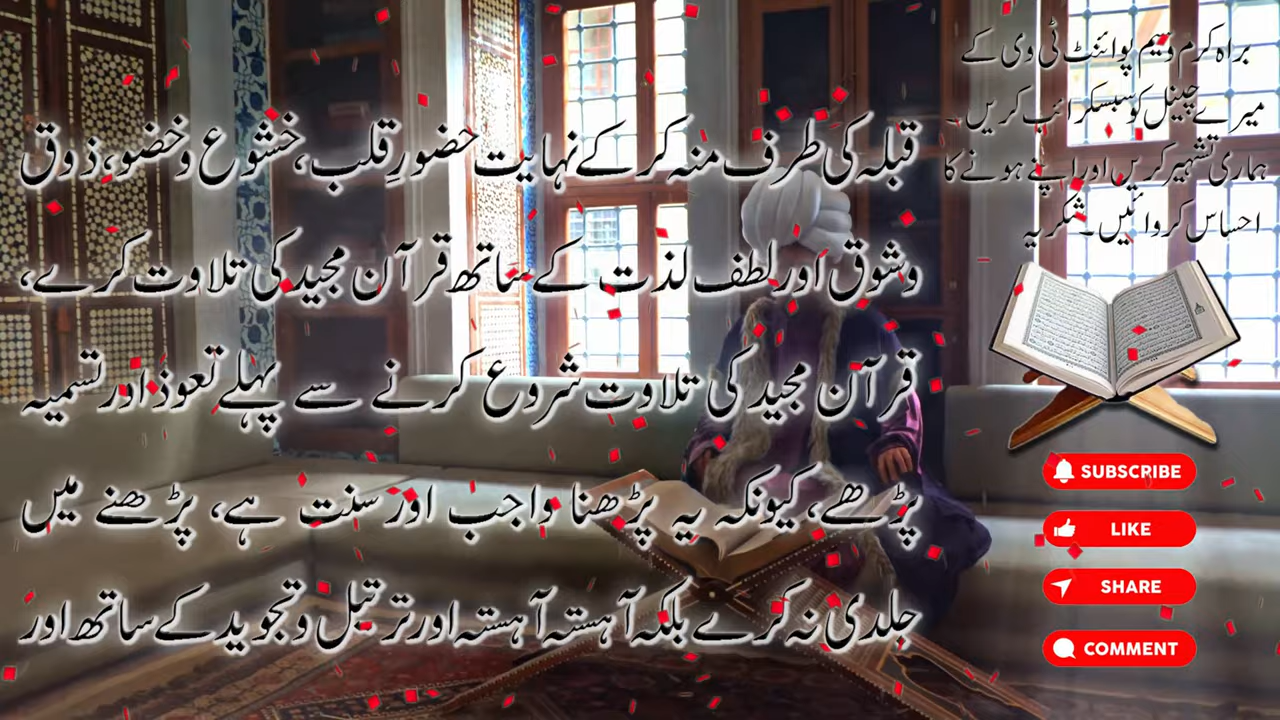 براہ کرم وسیم پوائنٹ ٹی وی کے
میرے چینل کو سبسکرائب کریں۔
ہماری تشہیر کریں اور اپنے ہونے کا
احساس کروائیں۔ شکریہ
قبلہ کی طرف منہ کر کے نہایت حضورِ قلب، خشوع و خضو، ذوق
وشوق اور لطف لذت کے ساتھ قرآن مجید کی تلاوت کرے،
قرآن مجید کی تلاوت شروع کرنے سے پہلے تعوذ اور تسمیہ
پڑھے، کیونکہ یہ پڑھنا واجب اور سنت ہے، پڑھنے میں
جلدی نہ کرے بلکہ آہستہ آہستہ اور ترتیل وتجوید کے ساتھ اور
SUBSCRIBE
LIKE
SHARE
COMMENT